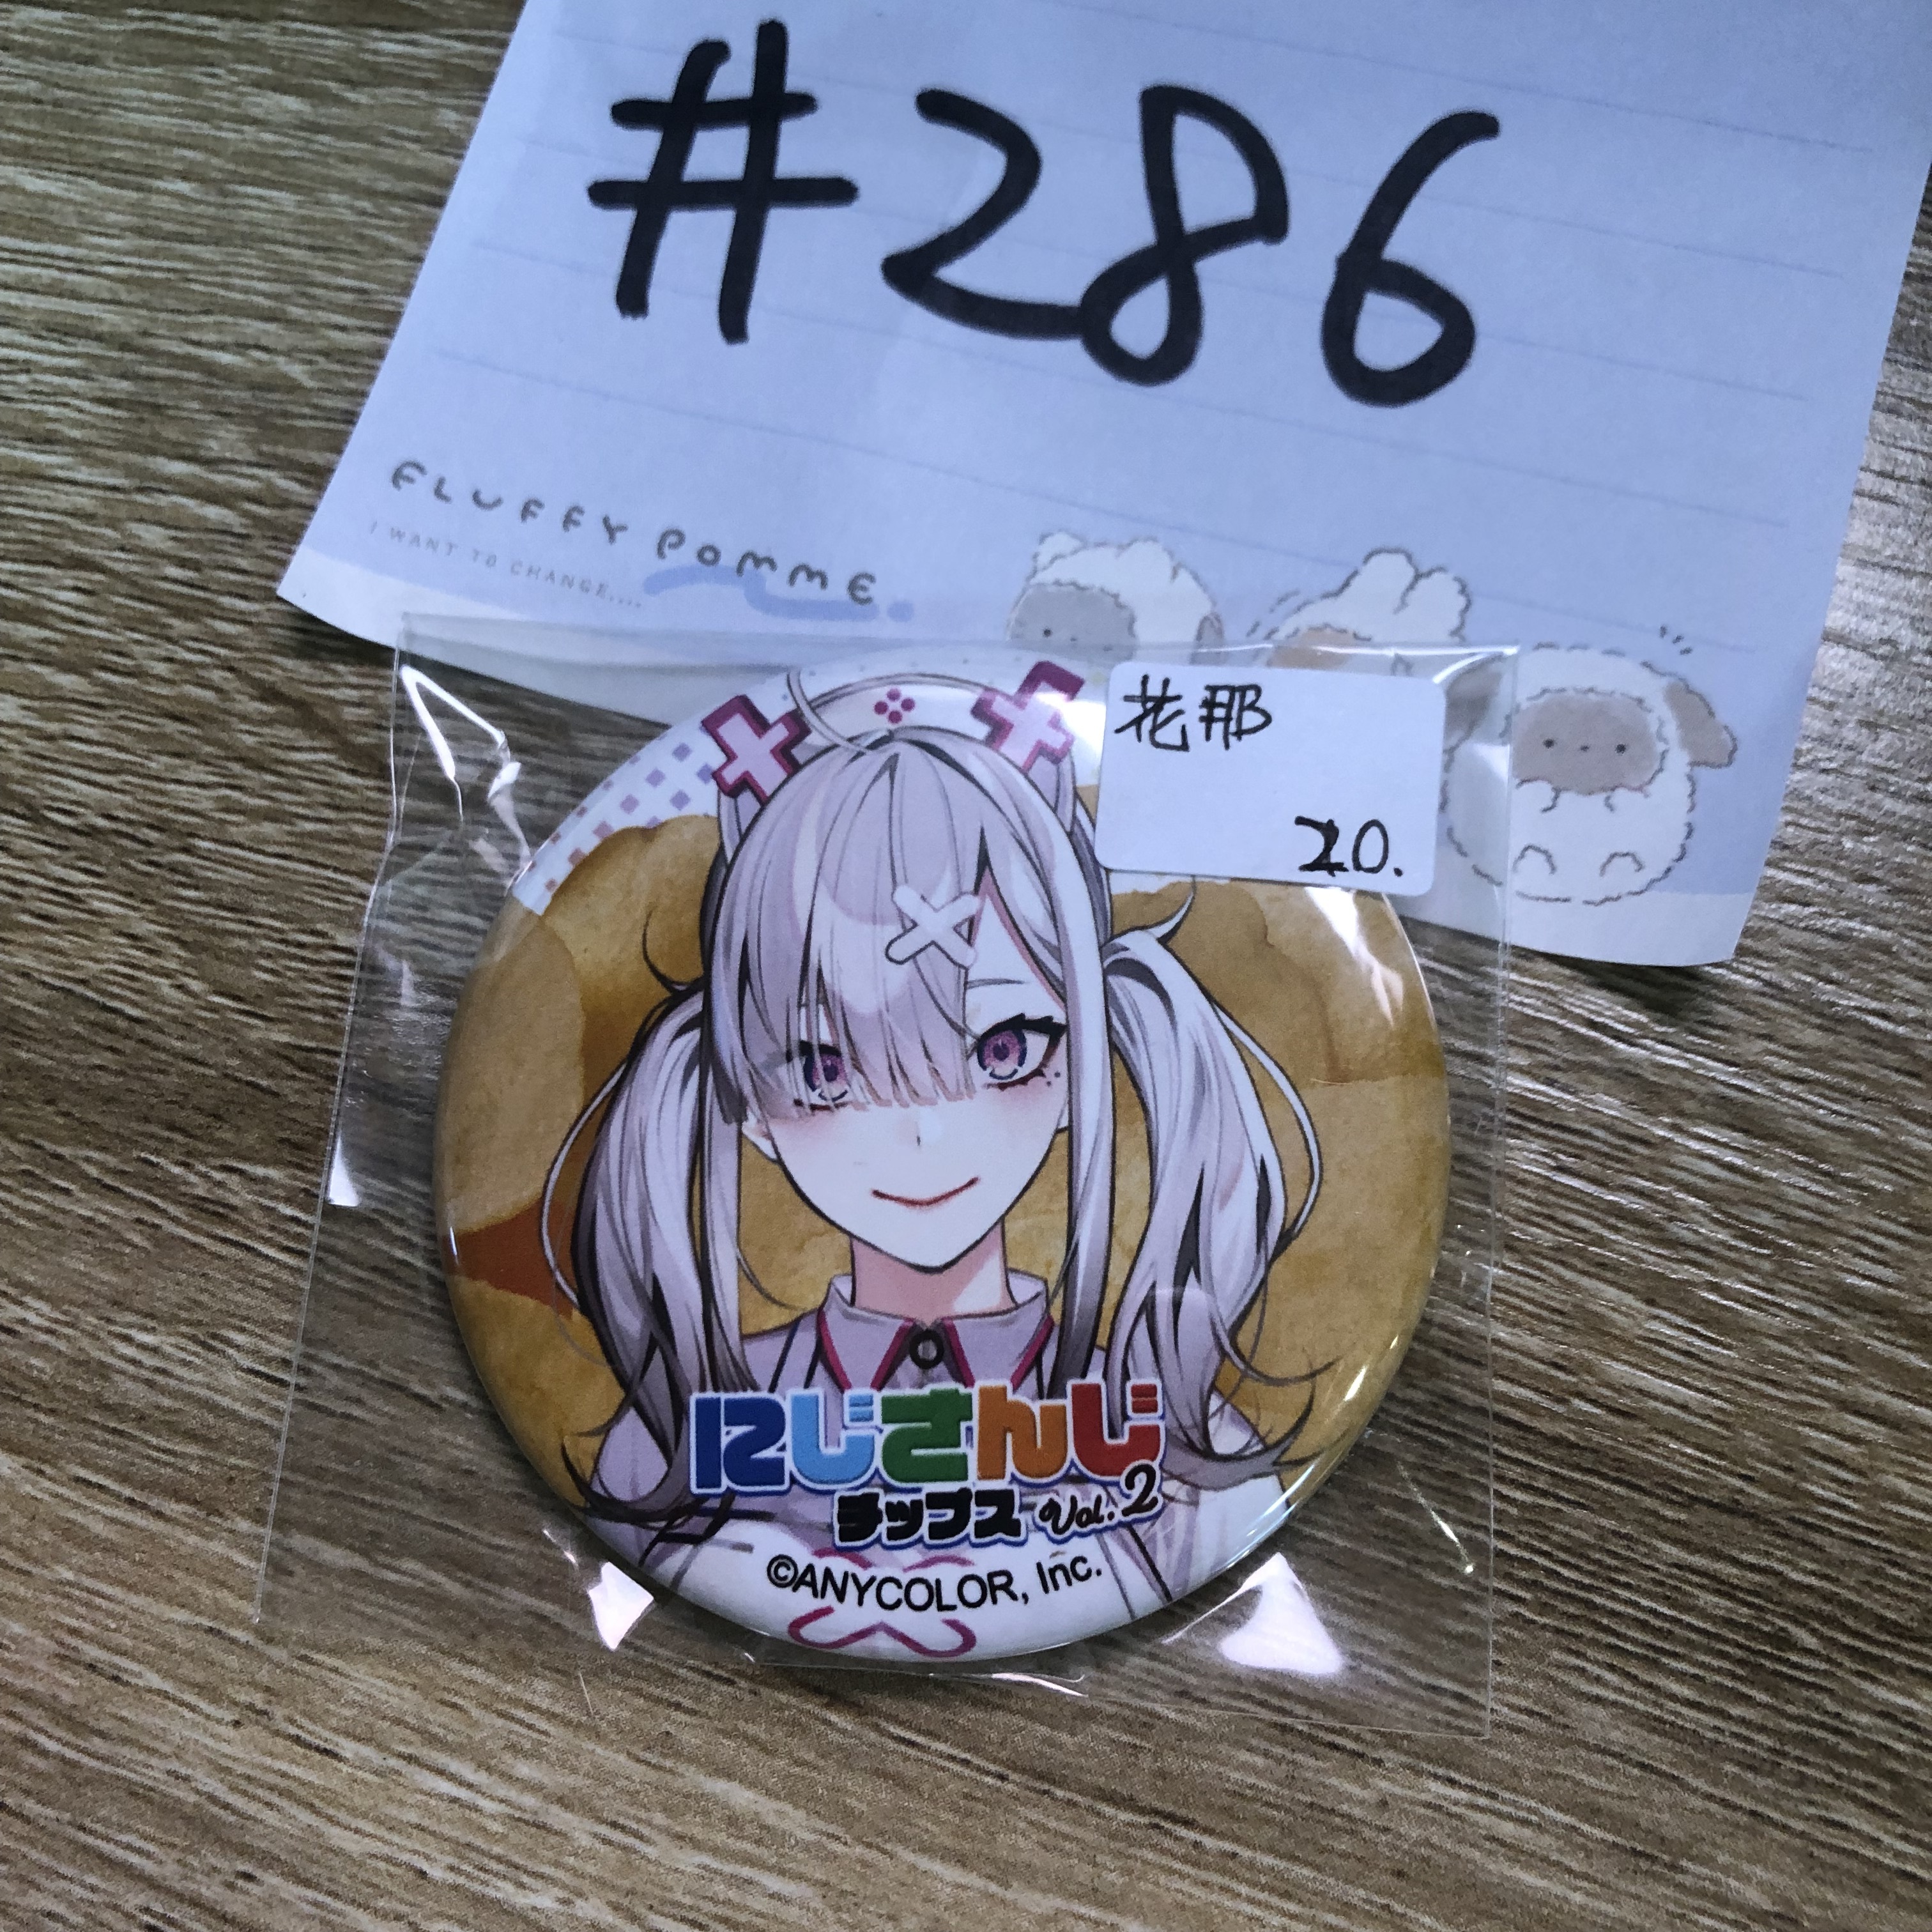 #286
FLUFFY POMME
I WANT TO CHANGE....
花那
20.
にじさんじ
チップス Vol.2
©ANYCOLOR, Inc.